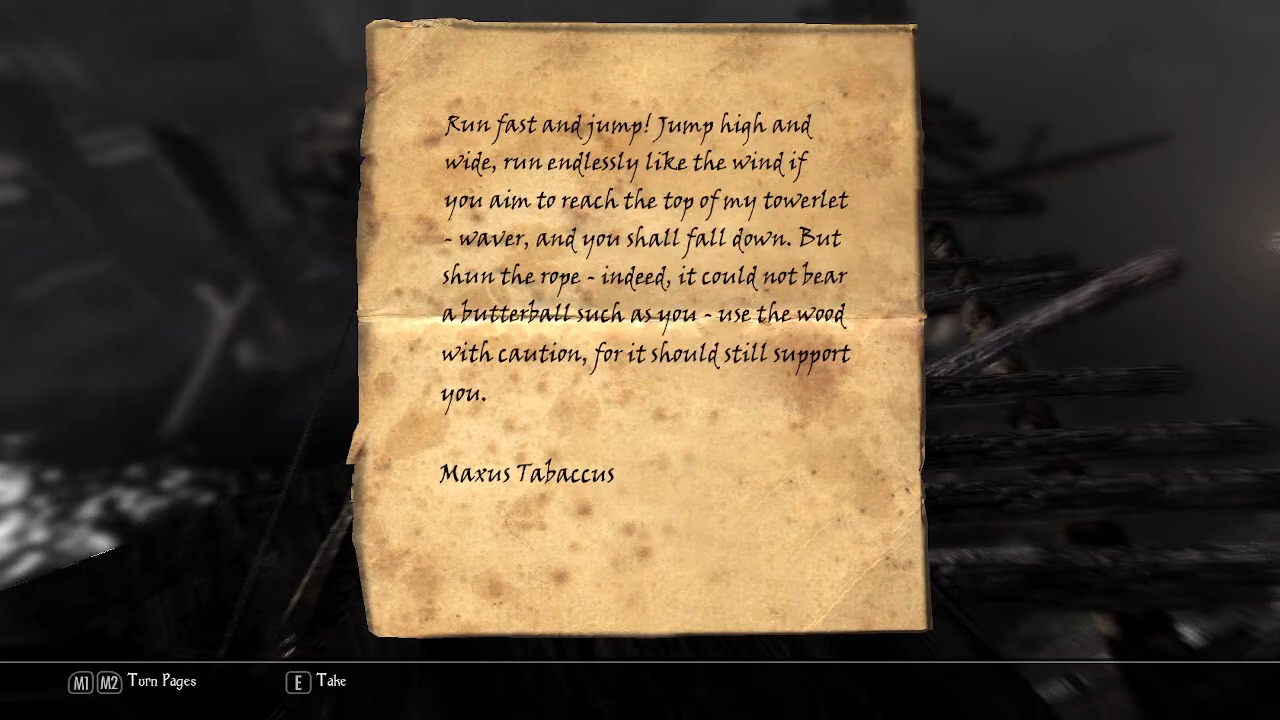 Run fast and jump! Jump high and
wide, run endlessly like the wind if
you aim to reach the top of my towerlet
- waver, and you shall fall down. But
shun the rope - indeed, it could not bear
a butterball such as you - use the wood
with caution, for it should still support
you.
Maxus Tabaccus
M1 M2 Turn Pages E Take